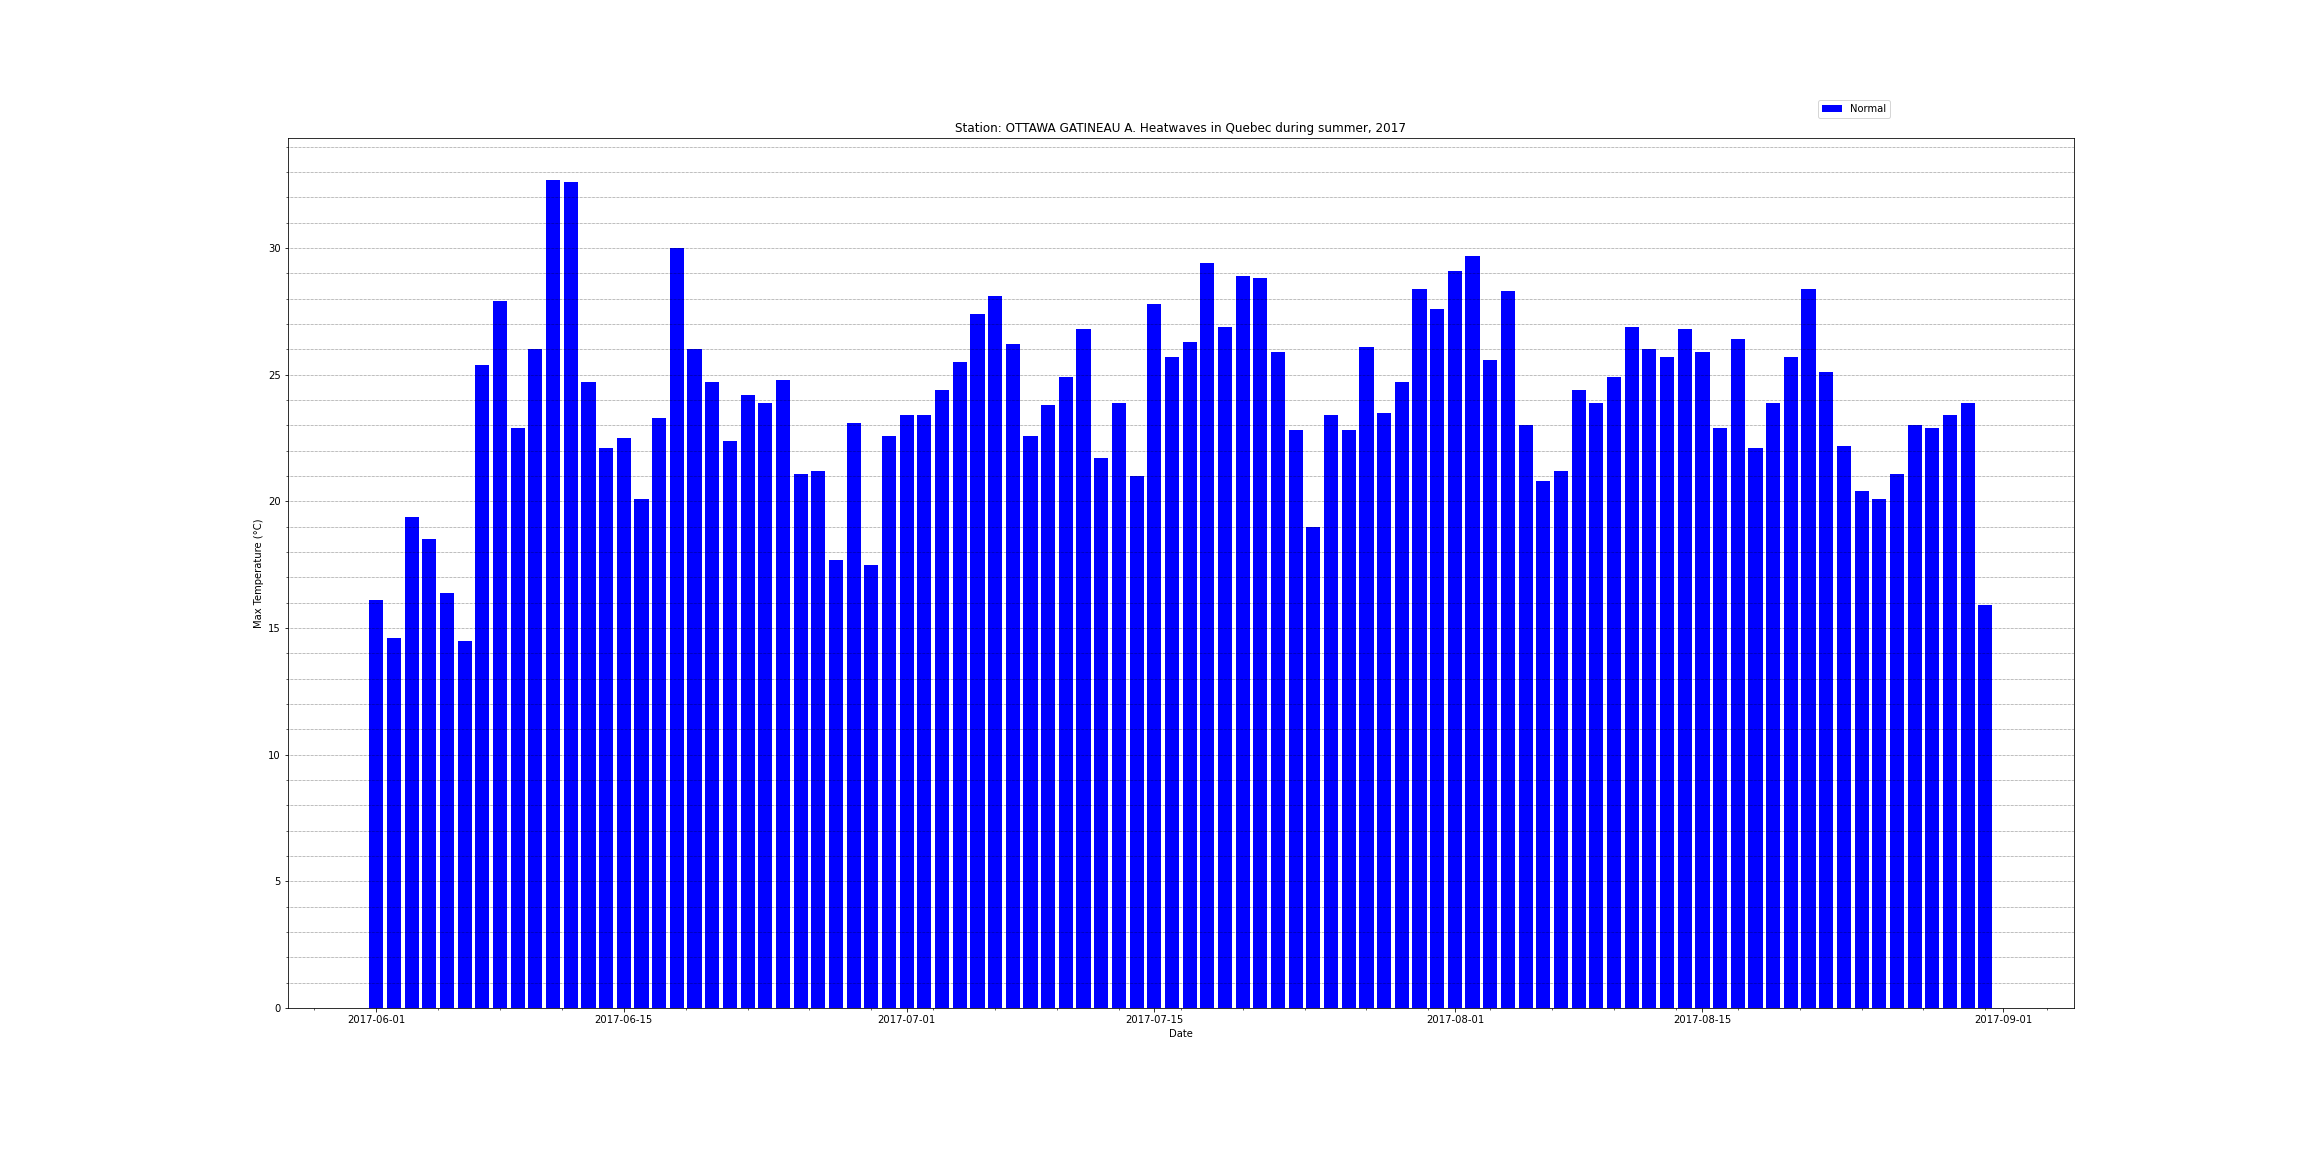 Normal
Station: OTTAWA GATINEAU A. Heatwaves in Quebec during summer, 2017
Max Temperature (°C)
30
25
20
15
10
5
0
2017-06-01 2017-06-15 2017-07-01 2017-07-15 2017-08-01 2017-08-15 2017-09-01
Date